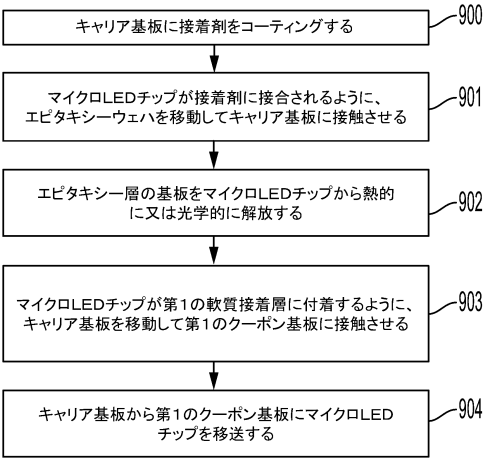 キャリア基板に接着剤をコーティングする
900
マイクロLEDチップが接着剤に接合されるように、
エピタキシーウェハを移動してキャリア基板に接触させる
901
エピタキシー層の基板をマイクロLEDチップから熱的
に又は光学的に解放する
902
マイクロLEDチップが第1の軟質接着層に付着するように、
キャリア基板を移動して第1のクーポン基板に接触させる
903
キャリア基板から第1のクーポン基板にマイクロLED
チップを移送する
904